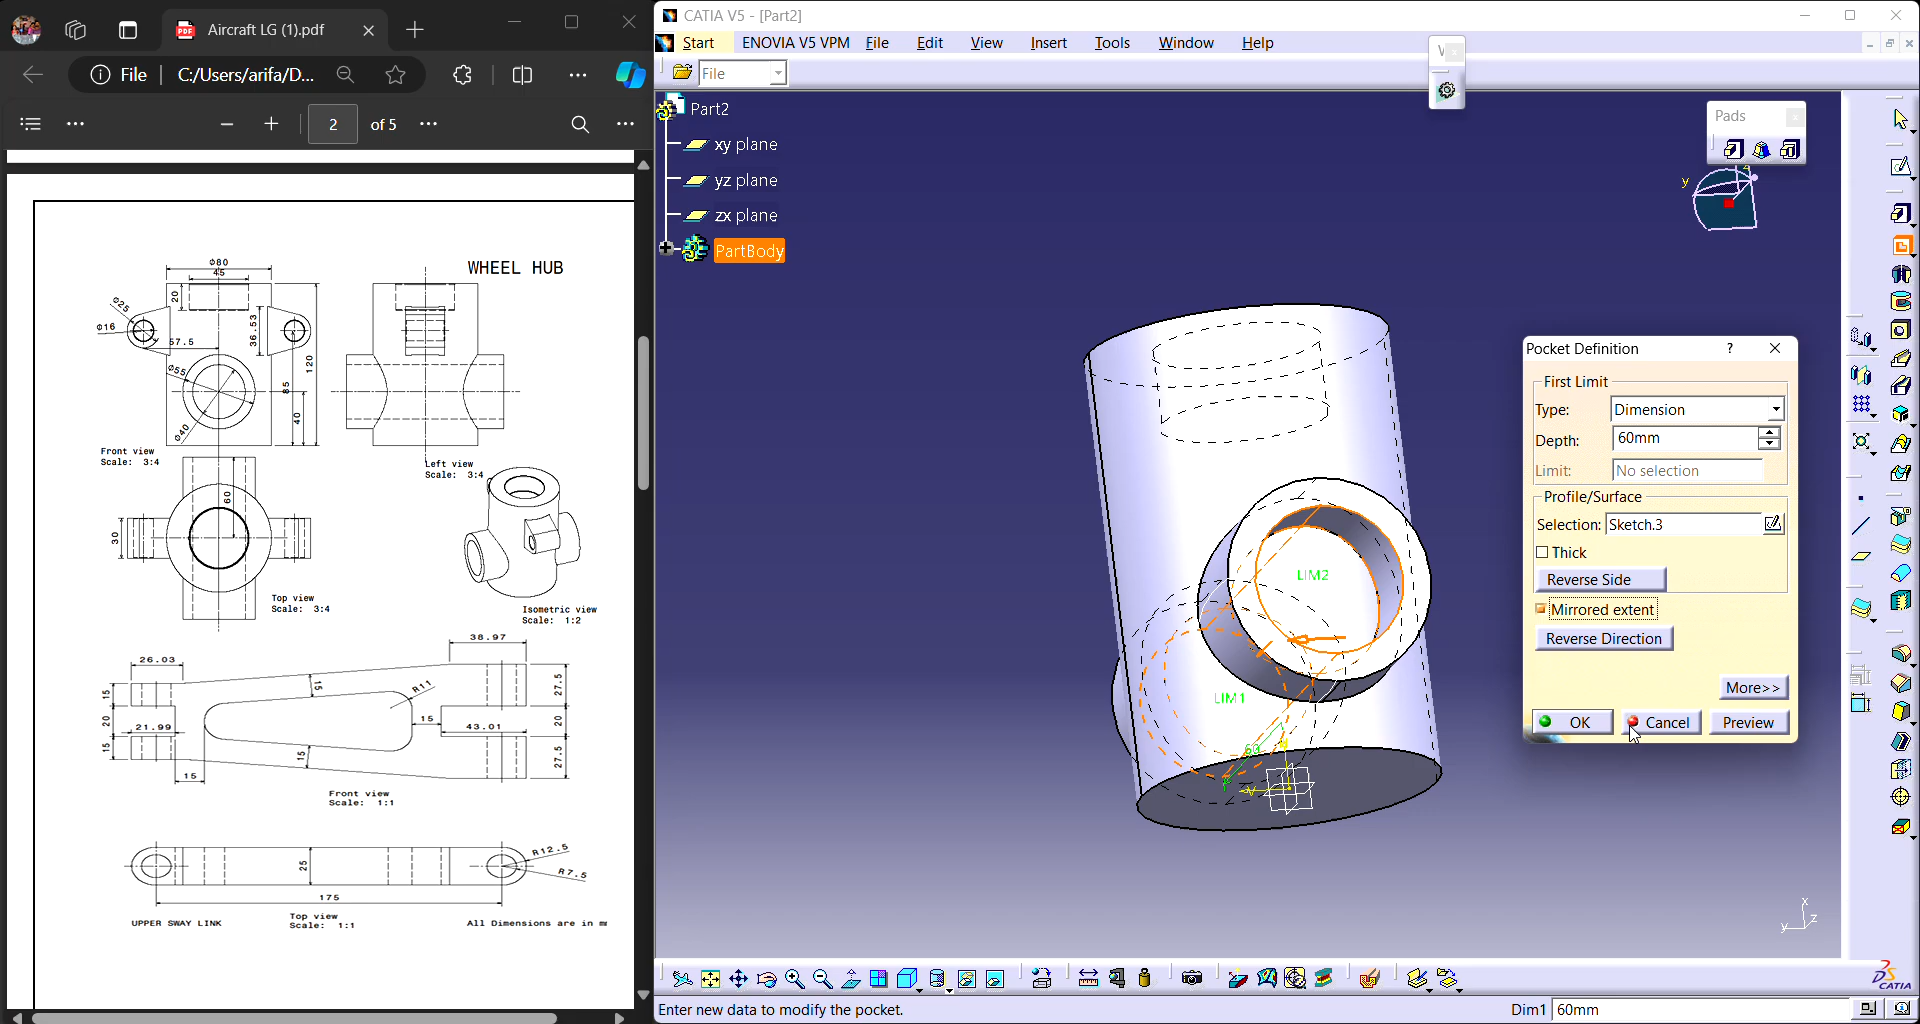 Aircraft LG (1).pdf
File
C:/Users/arifa/D...
2
of 5
WHEEL HUB
Φ80
45
20
Φ25
Φ16
57.5
36.53
120
Φ55
85
40
Φ40
Front view
Scale: 3:4
Left view
Scale: 3:4
60
30
Top view
Scale: 3:4
Isometric view
Scale: 1:2
38.97
26.03
15
15
R11
27.5
20
21.99
15
43.01
20
15
15
27.5
15
Front view
Scale: 1:1
25
R12.5
R7.5
175
UPPER SWAY LINK
Top view
Scale: 1:1
All Dimensions are in m
CATIA V5 - [Part2]
Start
ENOVIA V5 VPM
File
Edit
View
Insert
Tools
Window
Help
File
Part2
xy plane
yz plane
zx plane
PartBody
Pads
y
LIM2
LIM1
60
Pocket Definition
?
First Limit
Type:
Dimension
Depth:
60mm
Limit:
No selection
Profile/Surface
Selection:
Sketch.3
Thick
Reverse Side
Mirrored extent
Reverse Direction
More>>
OK
Cancel
Preview
x
y
z
DS
CATIA
Enter new data to modify the pocket.
Dim1
60mm